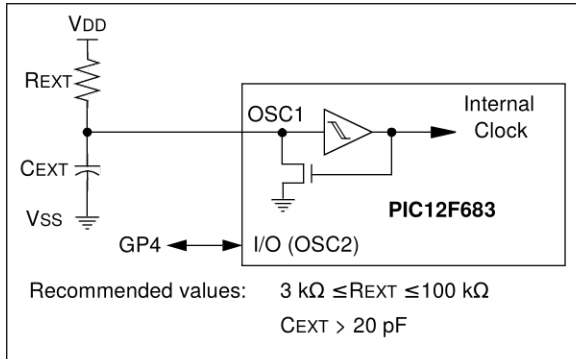 VDD
REXT
OSC1
Internal
Clock
CEXT
PIC12F683
VSS
GP4
I/O (OSC2)
Recommended values: 3 kΩ ≤REXT ≤100 kΩ
CEXT > 20 pF